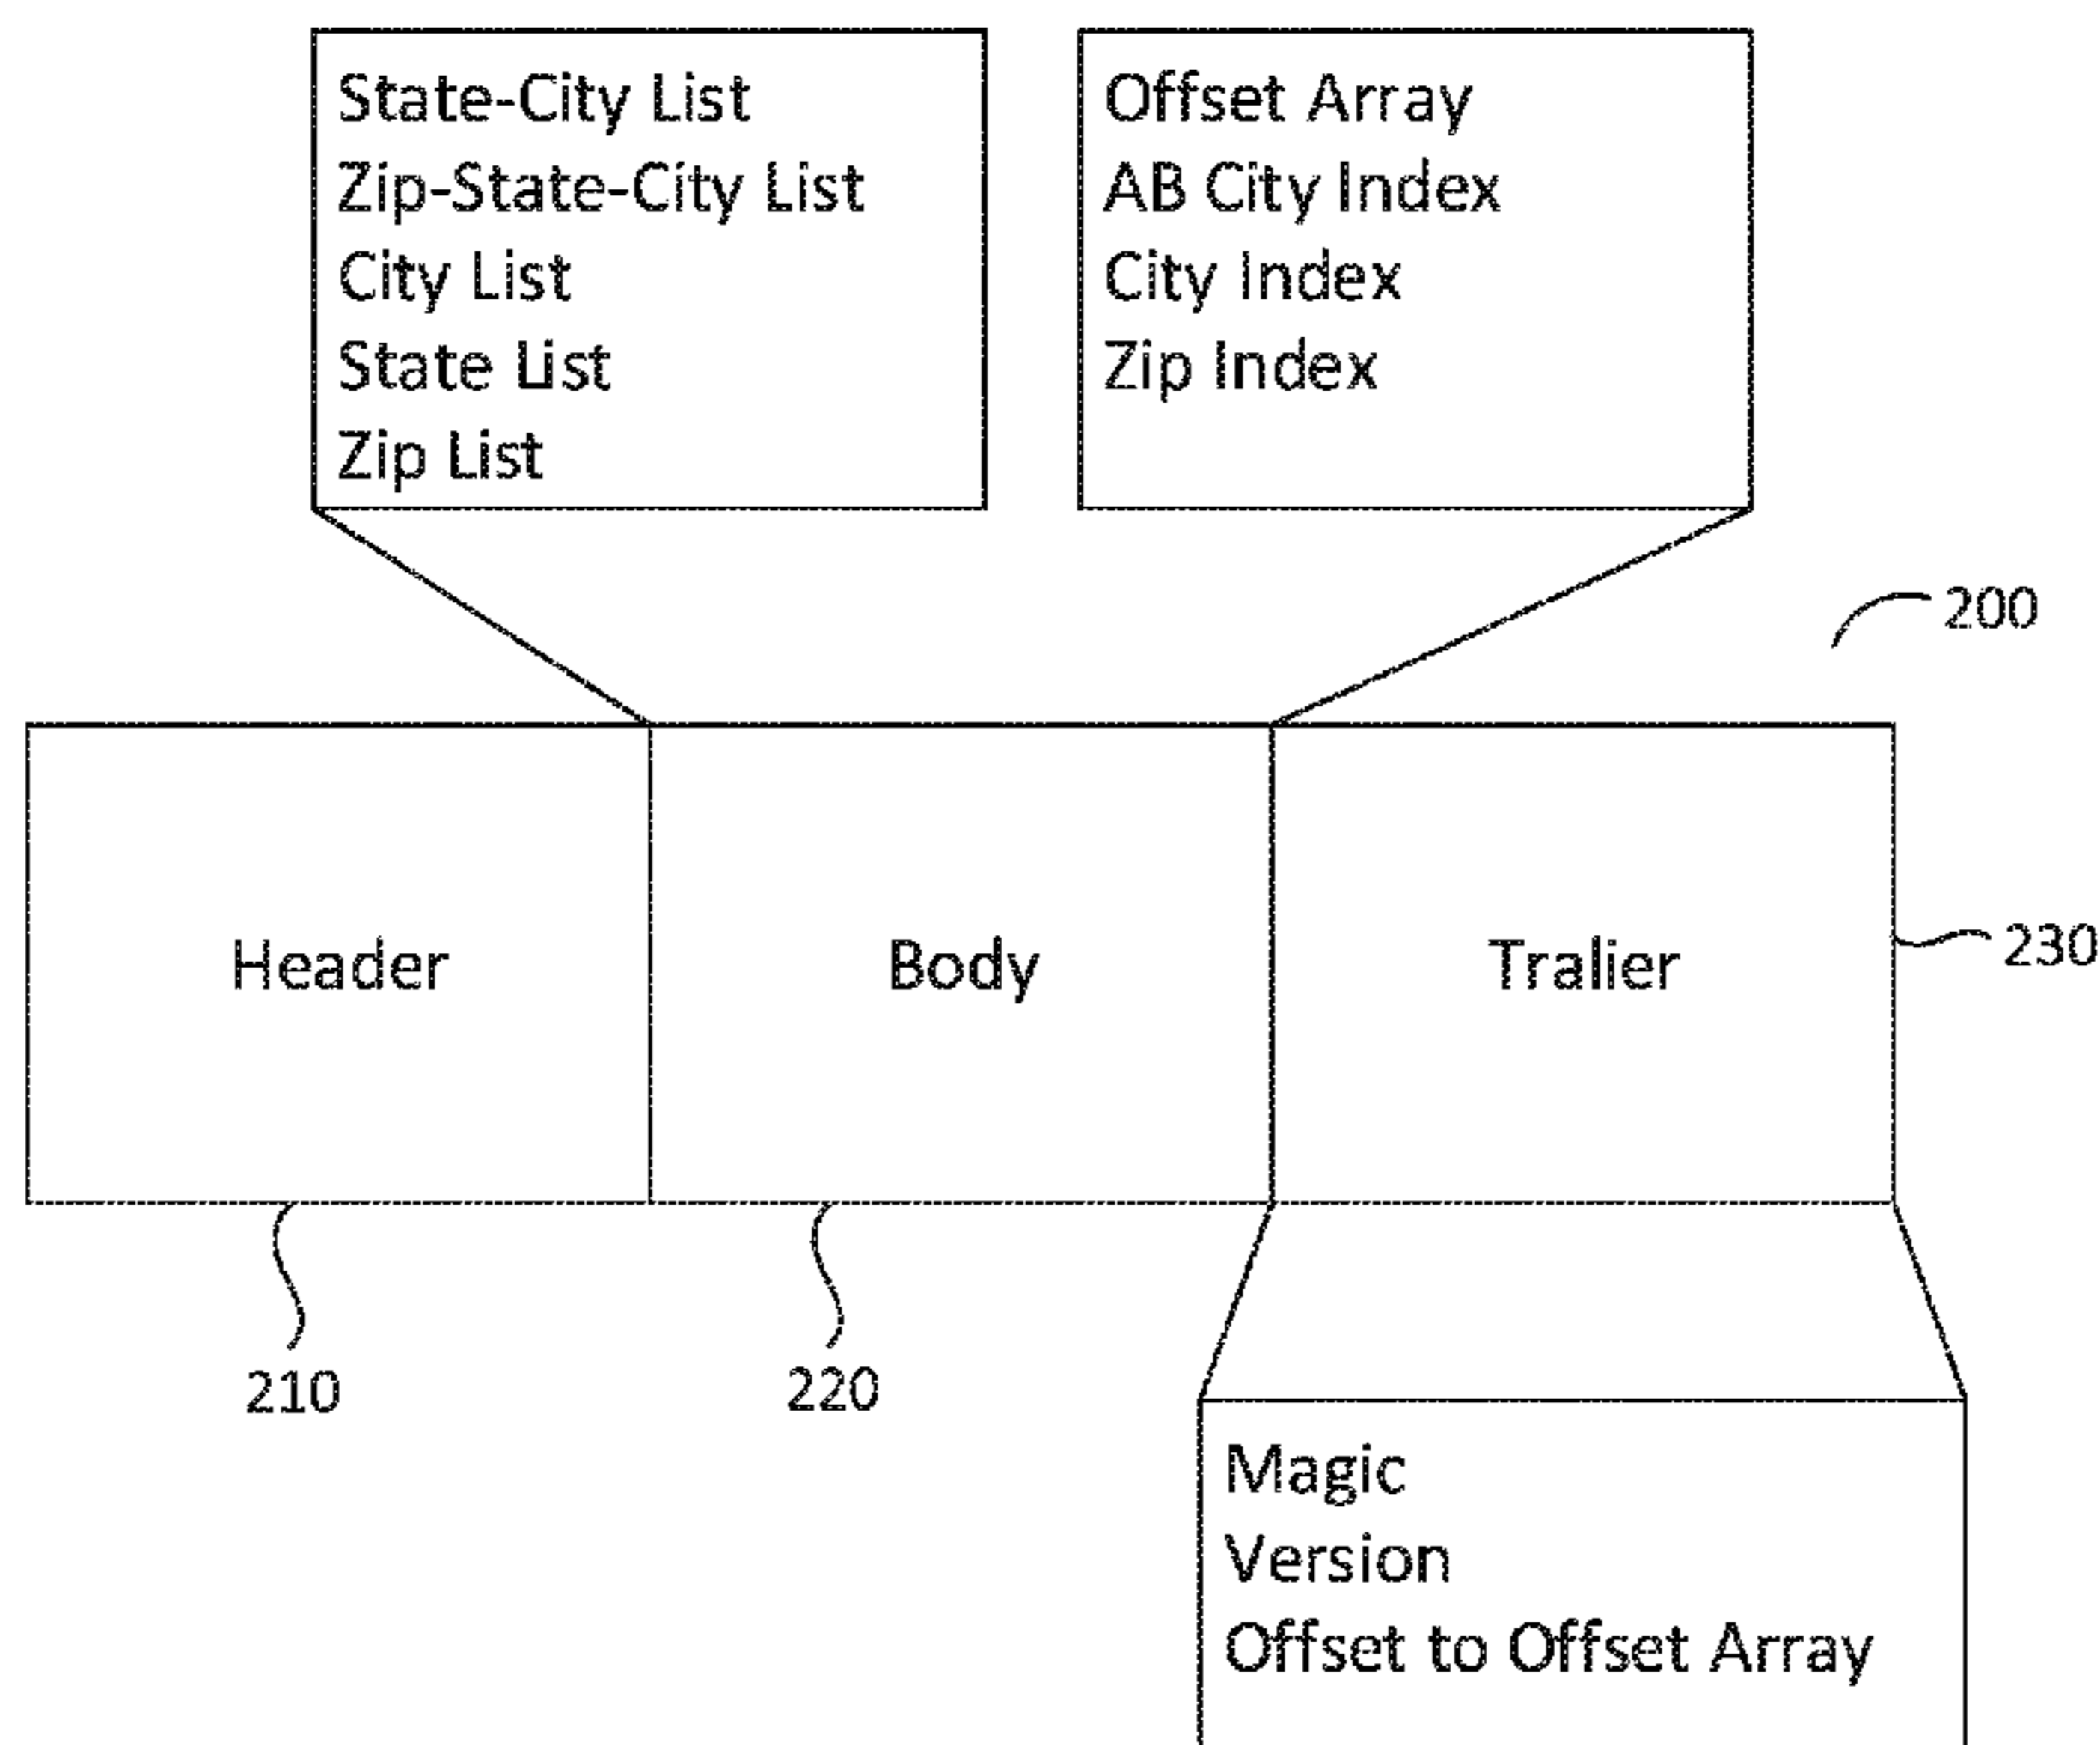 State-City List
Zip-State-City List
City List
State List
Zip List
Offset Array
AB City Index
City Index
Zip Index
200
Header
Body
Tralier
230
210
220
Magic
Version
Offset to Offset Array